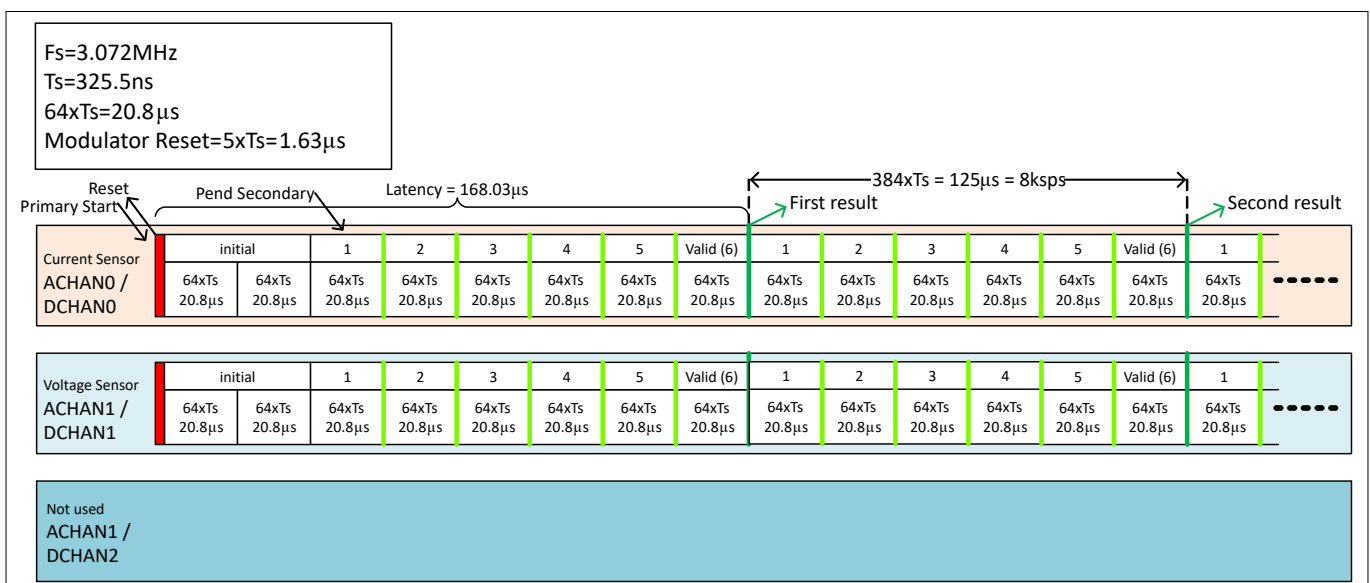 Fs=3.072MHz
Ts=325.5ns
64xTs=20.8μs
Modulator Reset=5xTs=1.63μs
Reset
Primary Start
Pend Secondary
Latency = 168.03μs
384xTs = 125μs = 8ksps
First result
Second result
Current Sensor
ACHAN0 /
DCHAN0
initial 1 2 3 4 5 Valid (6) 1 2 3 4 5 Valid (6) 1
64xTs 64xTs 64xTs 64xTs 64xTs 64xTs 64xTs 64xTs 64xTs 64xTs 64xTs 64xTs 64xTs 64xTs 64xTs
20.8μs 20.8μs 20.8μs 20.8μs 20.8μs 20.8μs 20.8μs 20.8μs 20.8μs 20.8μs 20.8μs 20.8μs 20.8μs 20.8μs 20.8μs
Voltage Sensor
ACHAN1 /
DCHAN1
initial 1 2 3 4 5 Valid (6) 1 2 3 4 5 Valid (6) 1
64xTs 64xTs 64xTs 64xTs 64xTs 64xTs 64xTs 64xTs 64xTs 64xTs 64xTs 64xTs 64xTs 64xTs 64xTs
20.8μs 20.8μs 20.8μs 20.8μs 20.8μs 20.8μs 20.8μs 20.8μs 20.8μs 20.8μs 20.8μs 20.8μs 20.8μs 20.8μs 20.8μs
Not used
ACHAN1 /
DCHAN2